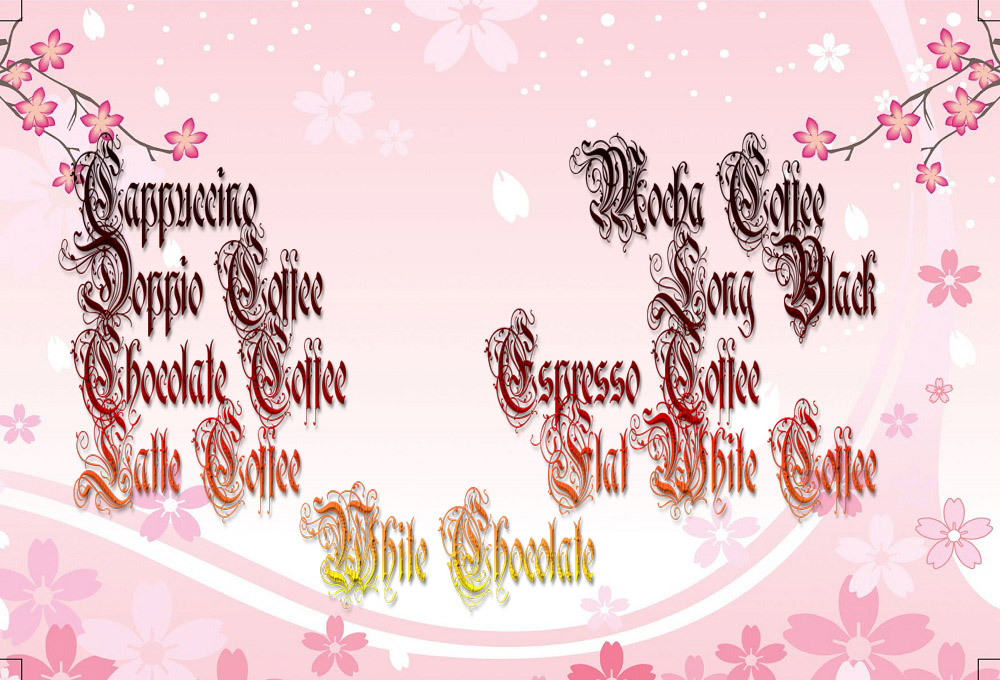 Cappuccino
Mocha Coffee
Doppio Coffee
Long Black
Chocolate Coffee
Espresso Coffee
Latte Coffee
Flat White Coffee
White Chocolate